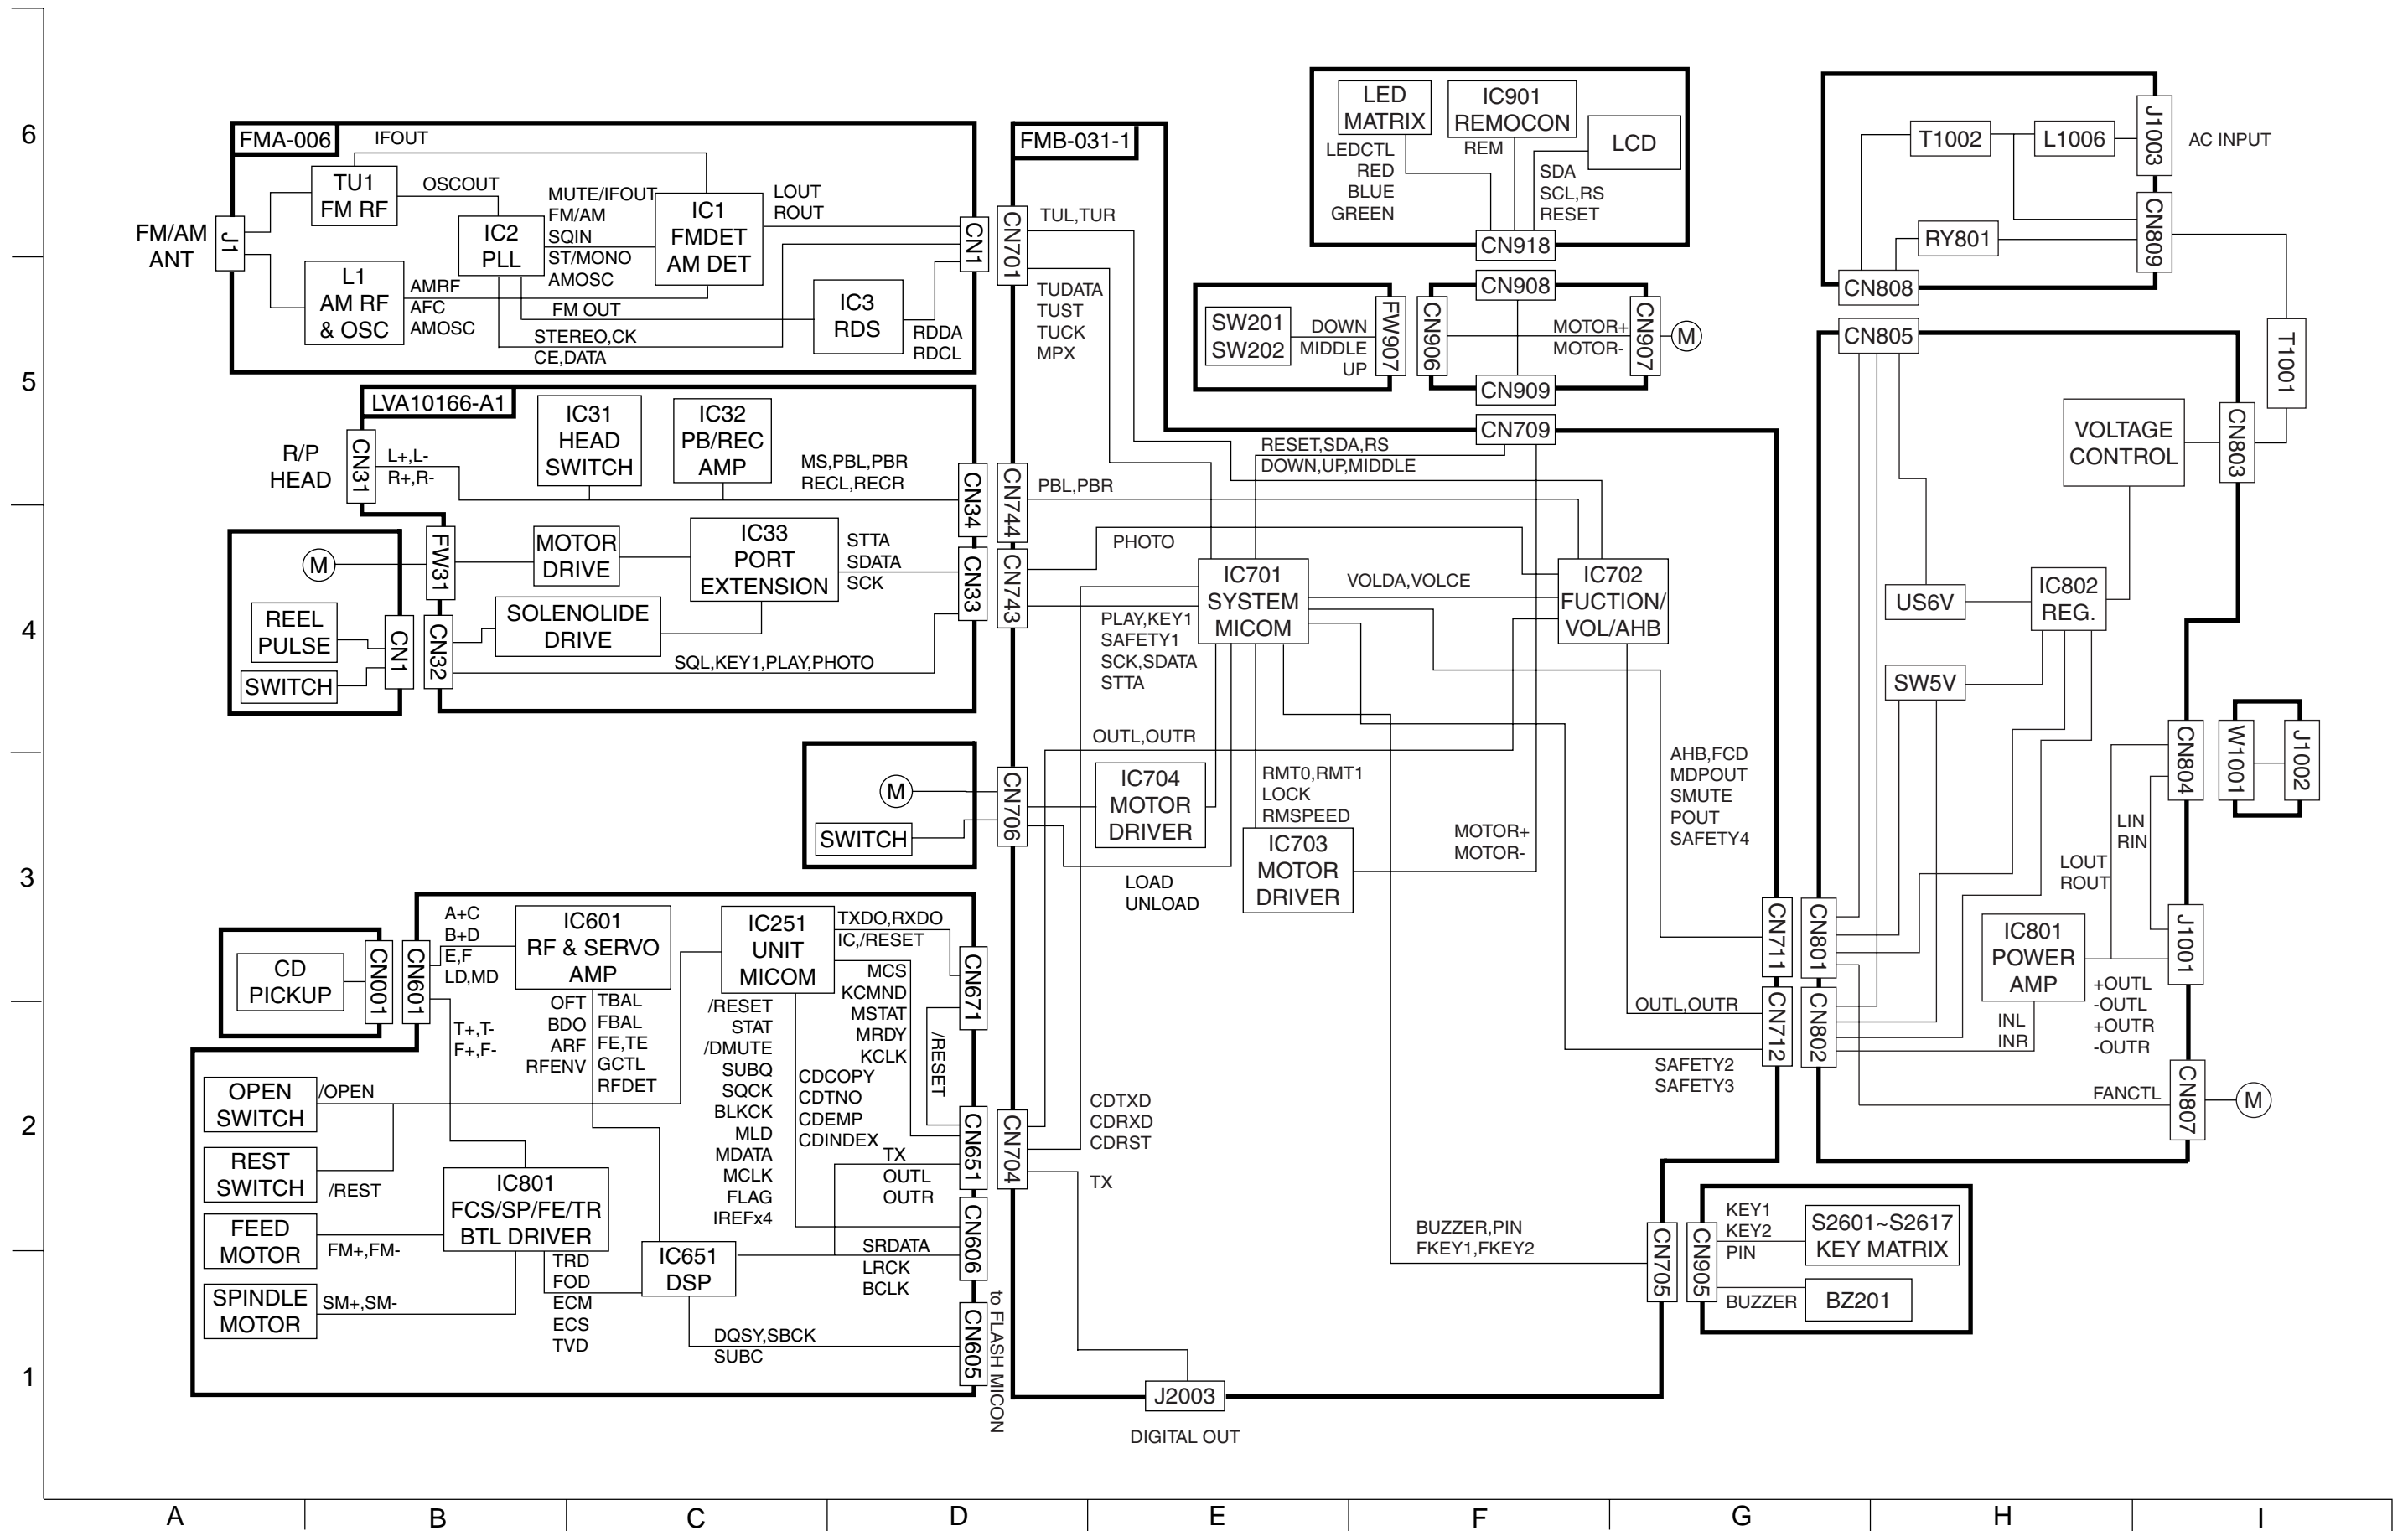 6
5
4
3
2
1
A
B
C
D
E
F
G
H
I
FMA-006
IFOUT
TU1
FM RF
OSCOUT
MUTE/IFOUT
FM/AM
SQIN
ST/MONO
AMOSC
IC2
PLL
IC1
FMDET
AM DET
LOUT
ROUT
FM/AM
ANT
J1
L1
AM RF
& OSC
AMRF
AFC
AMOSC
FM OUT
STEREO,CK
CE,DATA
IC3
RDS
RDDA
RDCL
CN1
LVA10166-A1
R/P
HEAD
CN31
L+,L-
R+,R-
IC31
HEAD
SWITCH
IC32
PB/REC
AMP
MS,PBL,PBR
RECL,RECR
CN34
M
FW31
MOTOR
DRIVE
IC33
PORT
EXTENSION
STTA
SDATA
SCK
CN33
REEL
PULSE
SWITCH
CN1
CN32
SOLENOLIDE
DRIVE
SQL,KEY1,PLAY,PHOTO
M
SWITCH
CD
PICKUP
CN001
CN601
A+C
B+D
E,F
LD,MD
IC601
RF & SERVO
AMP
IC251
UNIT
MICOM
TXDO,RXDO
IC,/RESET
CN671
T+,T-
F+,F-
OFT
BDO
ARF
RFENV
TBAL
FBAL
FE,TE
GCTL
RFDET
/RESET
STAT
/DMUTE
SUBQ
SQCK
BLKCK
MLD
MDATA
MCLK
FLAG
IREFx4
MCS
KCMND
MSTAT
MRDY
KCLK
/RESET
CDCOPY
CDTNO
CDEMP
CDINDEX
TX
OUTL
OUTR
CN651
OPEN
SWITCH
/OPEN
REST
SWITCH
/REST
FEED
MOTOR
FM+,FM-
SPINDLE
MOTOR
SM+,SM-
IC801
FCS/SP/FE/TR
BTL DRIVER
TRD
FOD
ECM
ECS
TVD
IC651
DSP
SRDATA
LRCK
BCLK
CN606
DQSY,SBCK
SUBC
CN605
to FLASH MICON
FMB-031-1
CN701
TUL,TUR
TUDATA
TUST
TUCK
MPX
CN744
PBL,PBR
CN743
PHOTO
PLAY,KEY1
SAFETY1
SCK,SDATA
STTA
IC701
SYSTEM
MICOM
VOLDA,VOLCE
IC702
FUCTION/
VOL/AHB
RESET,SDA,RS
DOWN,UP,MIDDLE
CN709
OUTL,OUTR
CN706
IC704
MOTOR
DRIVER
RMT0,RMT1
LOCK
RMSPEED
IC703
MOTOR
DRIVER
LOAD
UNLOAD
MOTOR+
MOTOR-
AHB,FCD
MDPOUT
SMUTE
POUT
SAFETY4
CN711
OUTL,OUTR
CN712
SAFETY2
SAFETY3
CN704
CDTXD
CDRXD
CDRST
TX
BUZZER,PIN
FKEY1,FKEY2
CN705
J2003
DIGITAL OUT
LED
MATRIX
IC901
REMOCON
LCD
LEDCTL
RED
BLUE
GREEN
REM
SDA
SCL,RS
RESET
CN918
SW201
SW202
DOWN
MIDDLE
UP
FW907
CN908
CN906
MOTOR+
MOTOR-
CN907
M
CN909
T1002
L1006
J1003
AC INPUT
RY801
CN809
CN808
T1001
CN805
VOLTAGE
CONTROL
CN803
US6V
IC802
REG.
SW5V
CN804
W1001
J1002
LIN
RIN
LOUT
ROUT
CN801
CN802
IC801
POWER
AMP
J1001
+OUTL
-OUTL
+OUTR
-OUTR
INL
INR
FANCTL
CN807
M
CN905
KEY1
KEY2
PIN
S2601~S2617
KEY MATRIX
BUZZER
BZ201